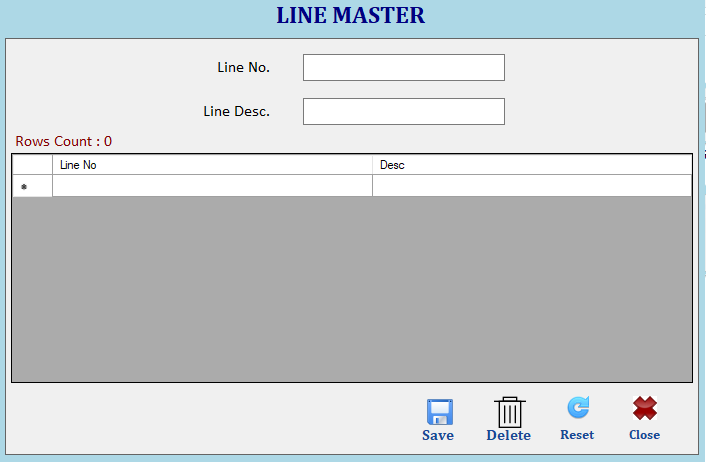 LINE MASTER
Line No.
Line Desc.
Rows Count : 0
Line No Desc
*
Save Delete Reset Close